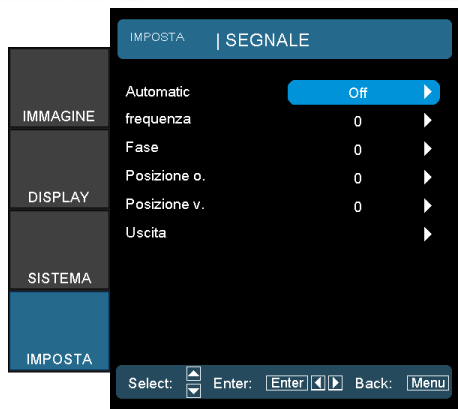 IMPOSTA | SEGNALE
IMMAGINE
DISPLAY
SISTEMA
IMPOSTA
Automatic Off
frequenza 0
Fase 0
Posizione o. 0
Posizione v. 0
Uscita
Select: Enter: Enter Back: Menu